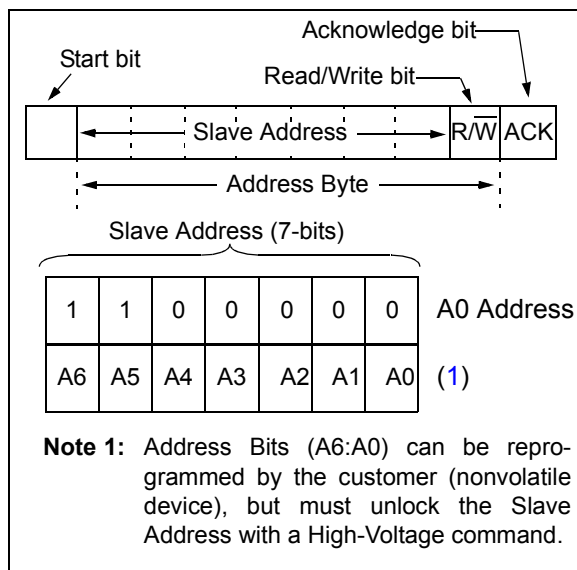 Acknowledge bit
Start bit
Read/Write bit
Slave Address
R/W̅ ACK
Address Byte
Slave Address (7-bits)
1 1 0 0 0 0 0 A0 Address
A6 A5 A4 A3 A2 A1 A0 (1)
Note 1: Address Bits (A6:A0) can be repro-
grammed by the customer (nonvolatile
device), but must unlock the Slave
Address with a High-Voltage command.